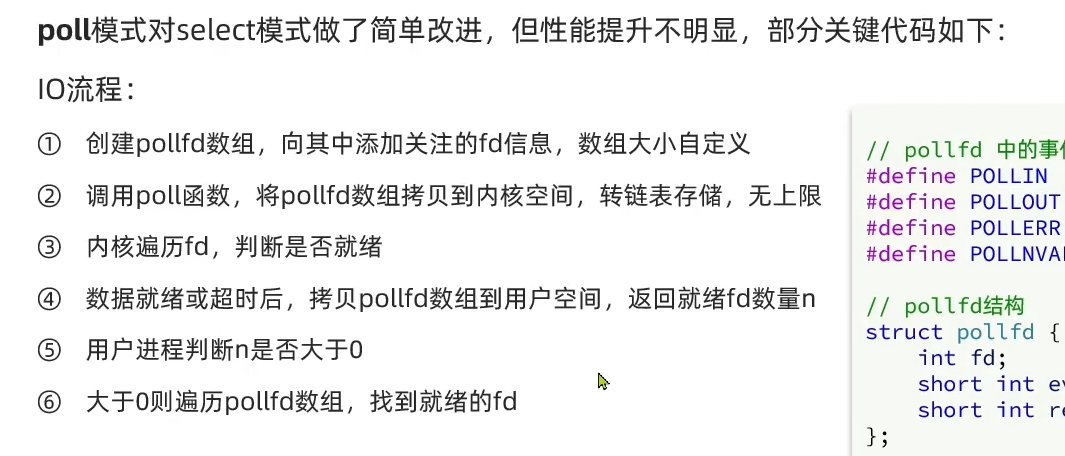 poll模式对select模式做了简单改进，但性能提升不明显，部分关键代码如下：
IO流程：
① 创建pollfd数组，向其中添加关注的fd信息，数组大小自定义
② 调用poll函数，将pollfd数组拷贝到内核空间，转链表存储，无上限
③ 内核遍历fd，判断是否就绪
④ 数据就绪或超时后，拷贝pollfd数组到用户空间，返回就绪fd数量n
⑤ 用户进程判断n是否大于0
⑥ 大于0则遍历pollfd数组，找到就绪的fd
// pollfd 中的事
#define POLLIN
#define POLLOUT
#define POLLERR
#define POLLNVA
// pollfd结构
struct pollfd {
int fd;
short int ev
short int re
};